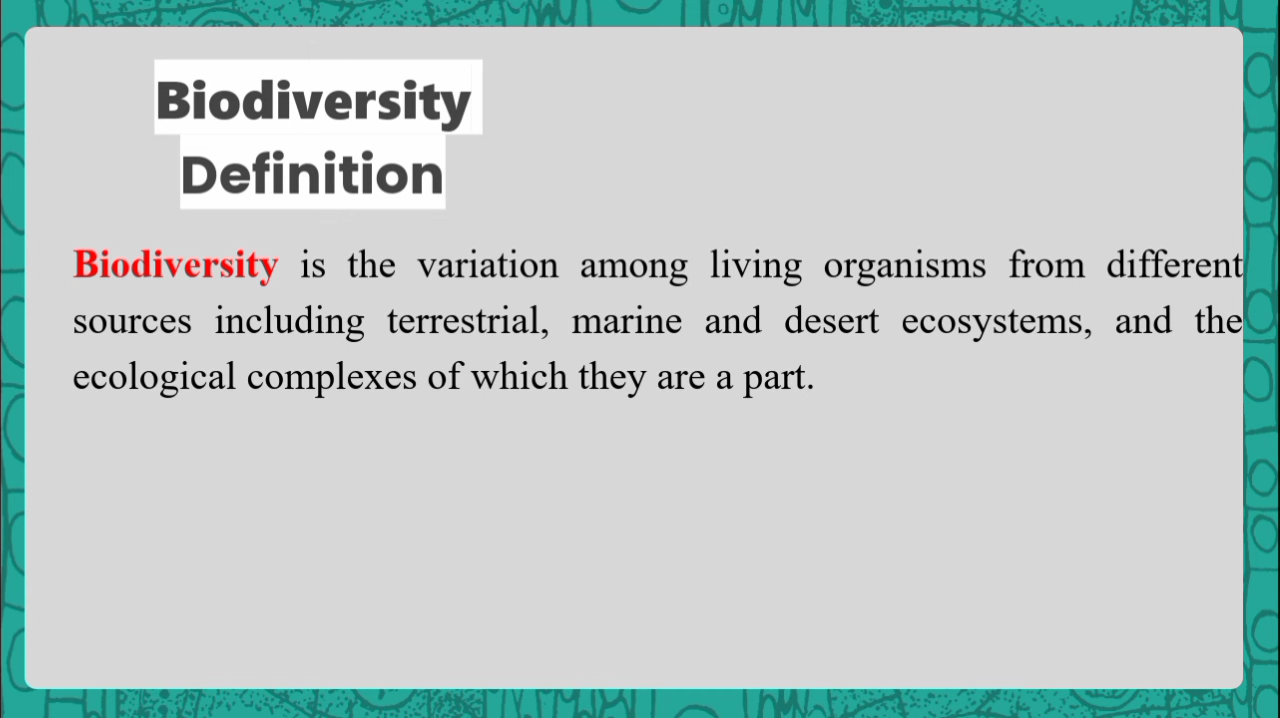 Biodiversity
Definition
Biodiversity is the variation among living organisms from different
sources including terrestrial, marine and desert ecosystems, and the
ecological complexes of which they are a part.